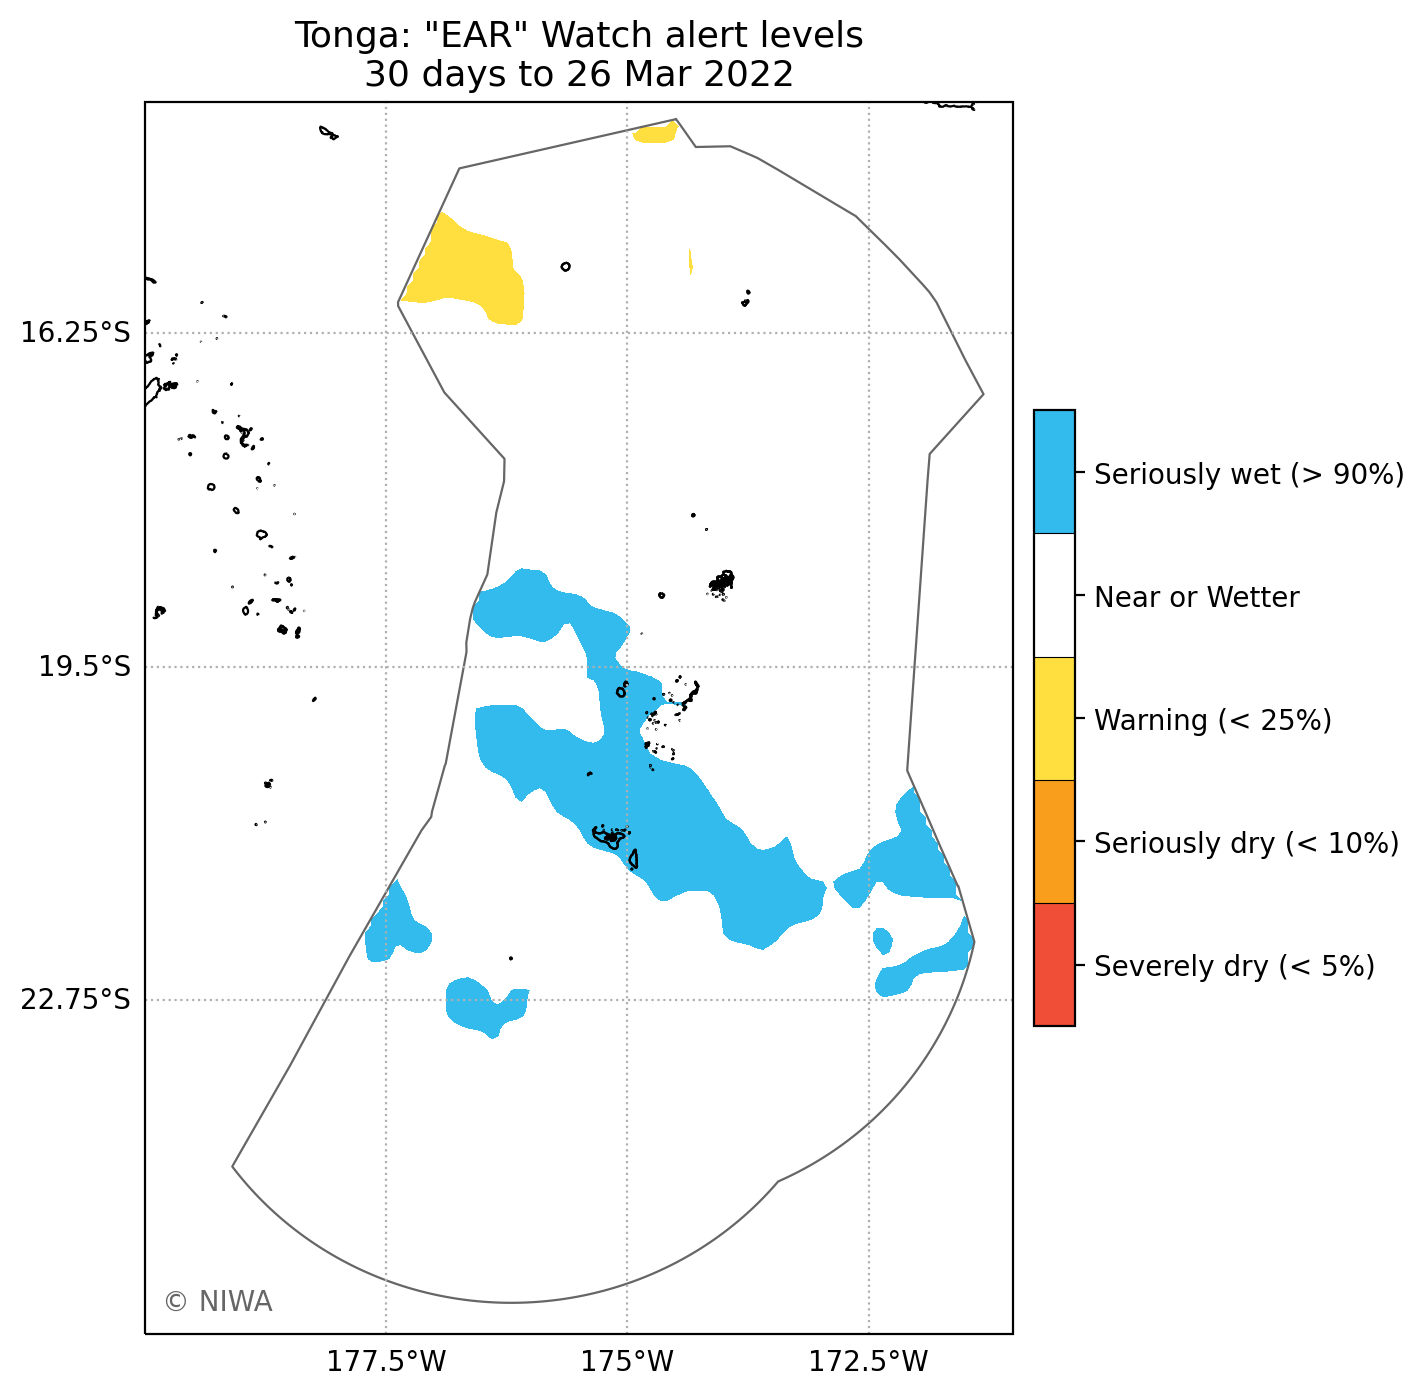 Tonga: "EAR" Watch alert levels
30 days to 26 Mar 2022
16.25°S
19.5°S
22.75°S
177.5°W
175°W
172.5°W
Seriously wet (> 90%)
Near or Wetter
Warning (< 25%)
Seriously dry (< 10%)
Severely dry (< 5%)
© NIWA